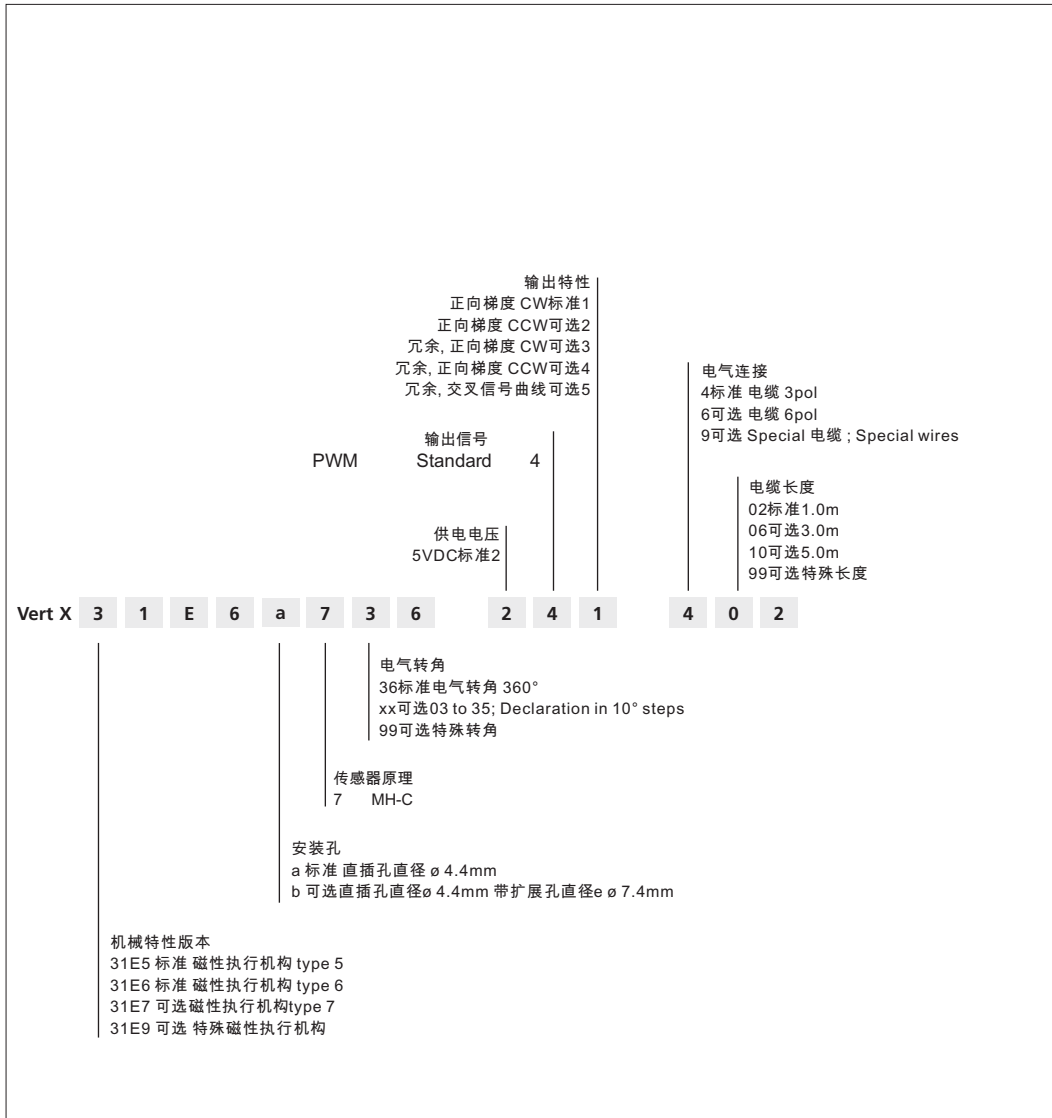 输出特性
正向梯度 CW标准1
正向梯度 CCW可选2
冗余, 正向梯度 CW可选3
冗余, 正向梯度 CCW可选4
冗余, 交叉信号曲线可选5
电气连接
4标准 电缆 3pol
6可选 电缆 6pol
9可选 Special 电缆 ; Special wires
输出信号
PWM Standard 4
电缆长度
02标准1.0m
06可选3.0m
10可选5.0m
99可选特殊长度
供电电压
5VDC标准2
Vert X 3 1 E 6 a 7 3 6 2 4 1 4 0 2
电气转角
36标准电气转角 360°
xx可选03 to 35; Declaration in 10° steps
99可选特殊转角
传感器原理
7 MH-C
安装孔
a 标准 直插孔直径 ø 4.4mm
b 可选直插孔直径ø 4.4mm 带扩展孔直径e ø 7.4mm
机械特性版本
31E5 标准 磁性执行机构 type 5
31E6 标准 磁性执行机构 type 6
31E7 可选磁性执行机构type 7
31E9 可选 特殊磁性执行机构